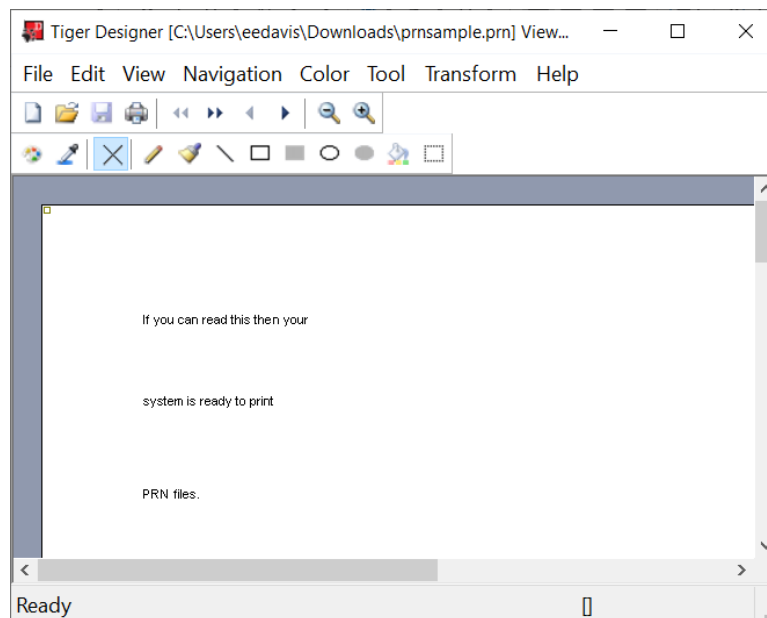 Tiger Designer [C:\Users\eedavis\Downloads\prnsample.prn] View...
File Edit View Navigation Color Tool Transform Help
If you can read this then your
system is ready to print
PRN files.
Ready []